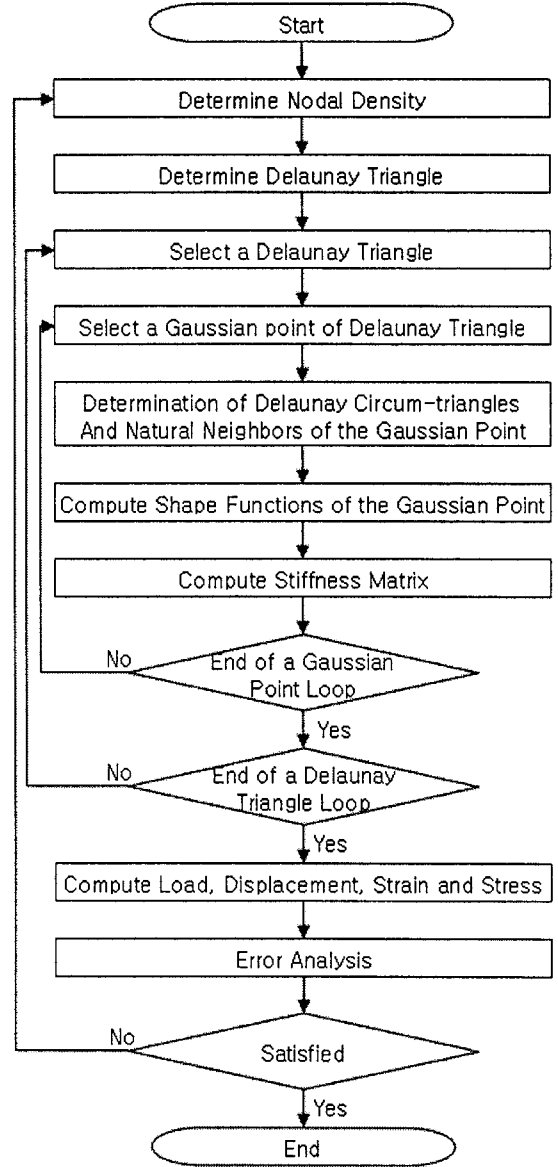 Start
Determine Nodal Density
Determine Delaunay Triangle
Select a Delaunay Triangle
Select a Gaussian point of Delaunay Triangle
Determination of Delaunay Circum-triangles
And Natural Neighbors of the Gaussian Point
Compute Shape Functions of the Gaussian Point
Compute Stiffness Matrix
No
End of a Gaussian
Point Loop
Yes
No
End of a Delaunay
Triangle Loop
Yes
Compute Load, Displacement, Strain and Stress
Error Analysis
No
Satisfied
Yes
End